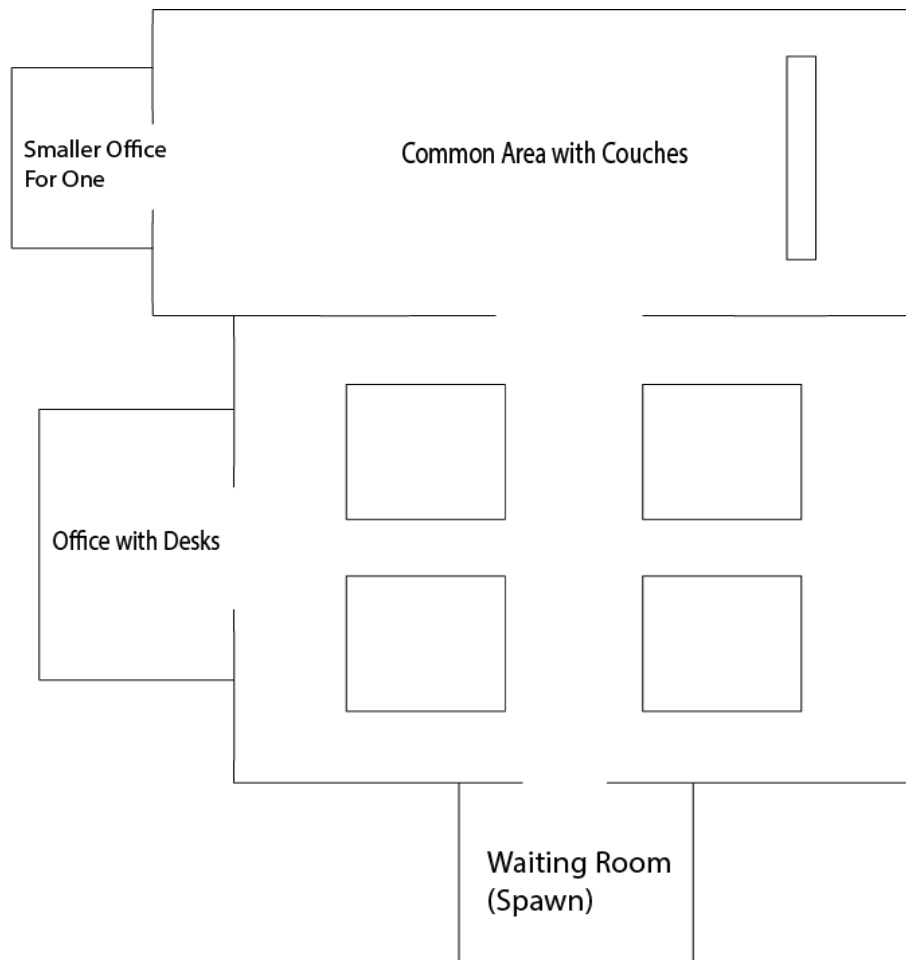 Smaller Office
For One
Common Area with Couches
Office with Desks
Waiting Room
(Spawn)